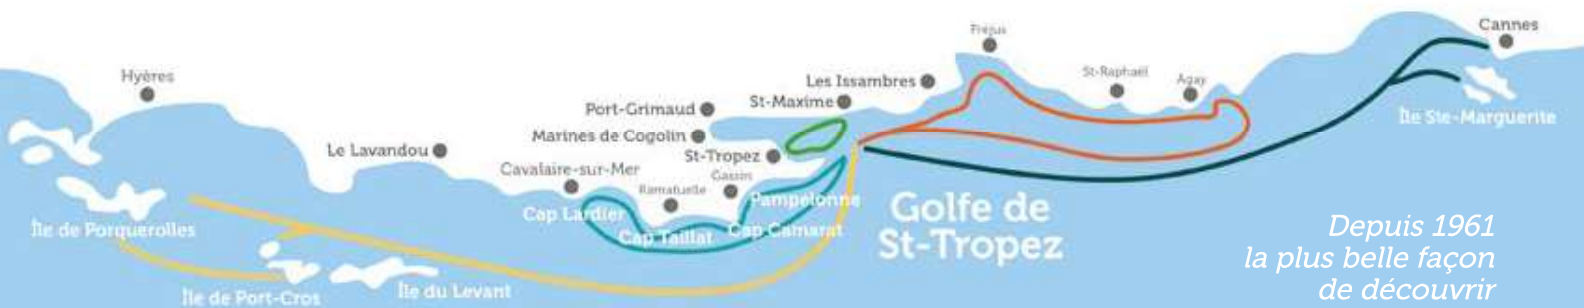 Cannes
Fréjus
St-Raphaël
Agay
Les Issambres
Hyères
St-Maxime
Port-Grimaud
Île Ste-Marguerite
Marines de Cogolin
Le Lavandou
St-Tropez
Cavalaire-sur-Mer
Gassin
Ramatuelle
Pampelonne
Cap Lardier
Île de Porquerolles
Cap Taillat
Cap Camarat
Golfe de
St-Tropez
Île du Levant
Île de Port-Cros
Depuis 1961
la plus belle façon
de découvrir